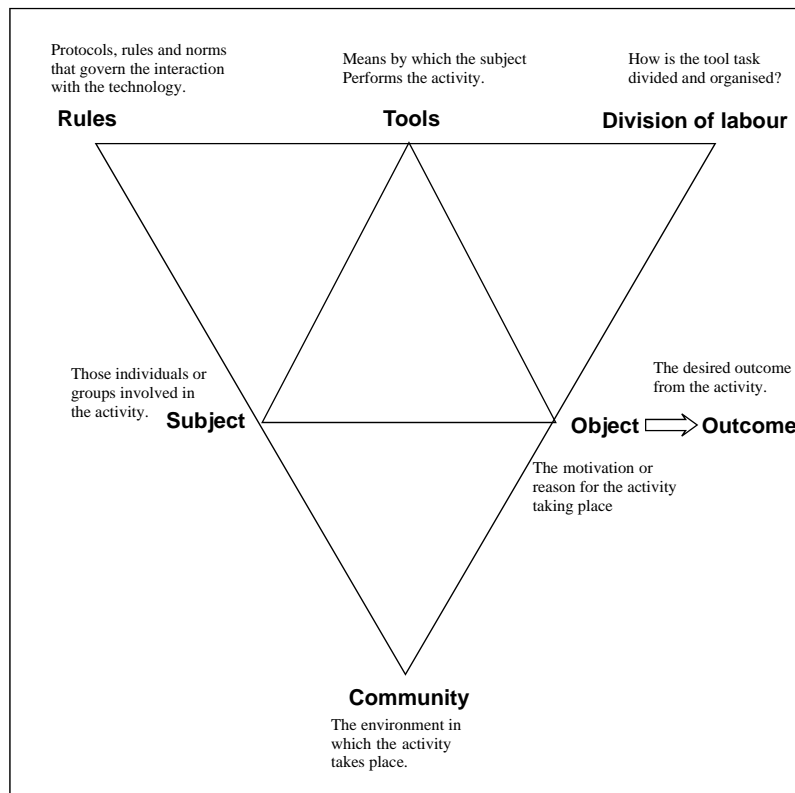 Protocols, rules and norms
that govern the interaction
with the technology.
Rules
Means by which the subject
Performs the activity.
Tools
How is the tool task
divided and organised?
Division of labour
Those individuals or
groups involved in
the activity.
Subject
The desired outcome
from the activity.
Object
Outcome
The motivation or
reason for the activity
taking place
Community
The environment in
which the activity
takes place.